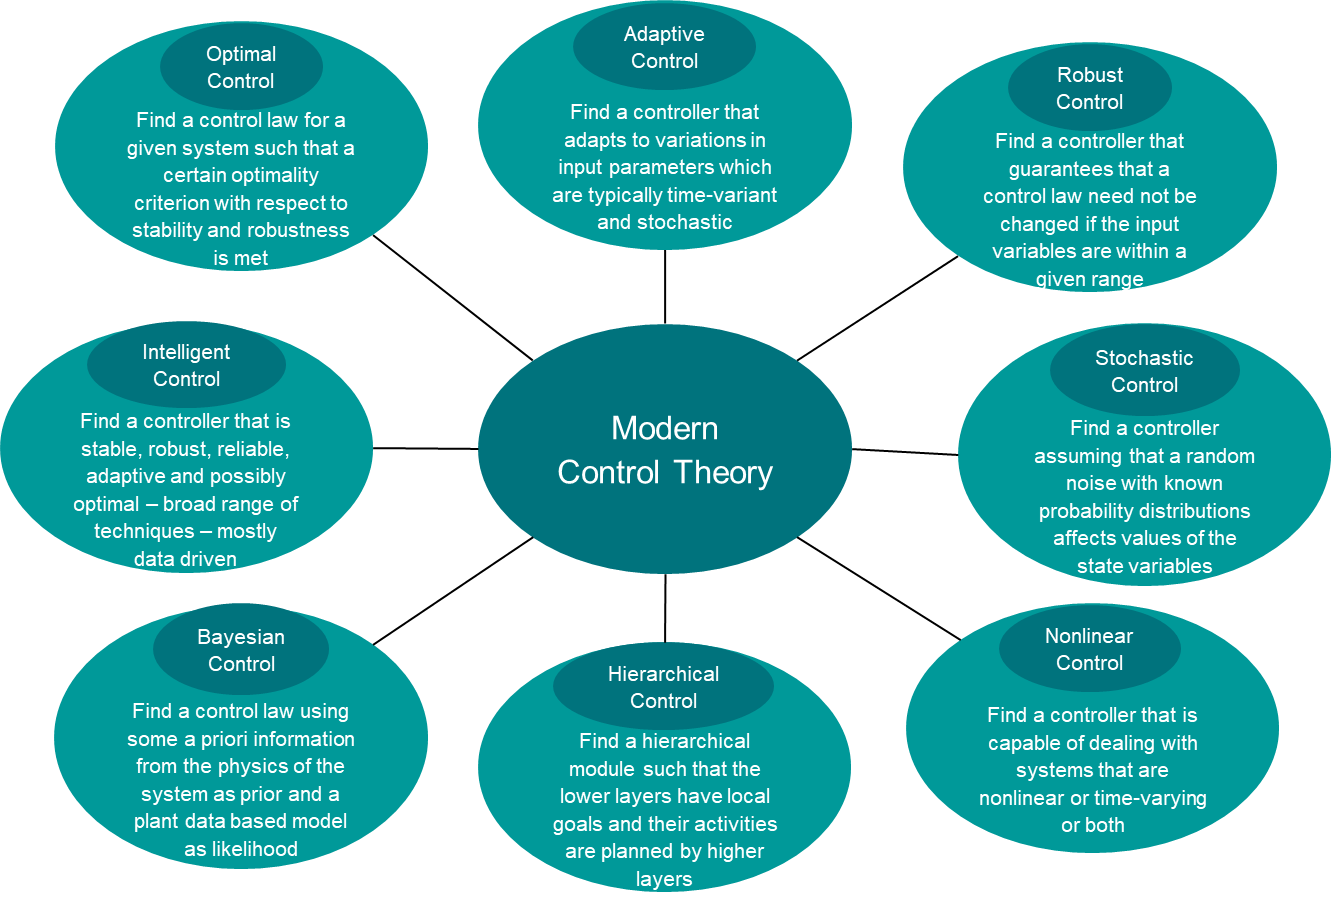 Optimal
Control
Find a control law for a
given system such that a
certain optimality
criterion with respect to
stability and robustness
is met
Adaptive
Control
Find a controller that
adapts to variations in
input parameters which
are typically time-variant
and stochastic
Robust
Control
Find a controller that
guarantees that a
control law need not be
changed if the input
variables are within a
given range
Intelligent
Control
Find a controller that is
stable, robust, reliable,
adaptive and possibly
optimal – broad range of
techniques – mostly
data driven
Modern
Control Theory
Stochastic
Control
Find a controller
assuming that a random
noise with known
probability distributions
affects values of the
state variables
Bayesian
Control
Find a control law using
some a priori information
from the physics of the
system as prior and a
plant data based model
as likelihood
Hierarchical
Control
Find a hierarchical
module such that the
lower layers have local
goals and their activities
are planned by higher
layers
Nonlinear
Control
Find a controller that is
capable of dealing with
systems that are
nonlinear or time-varying
or both